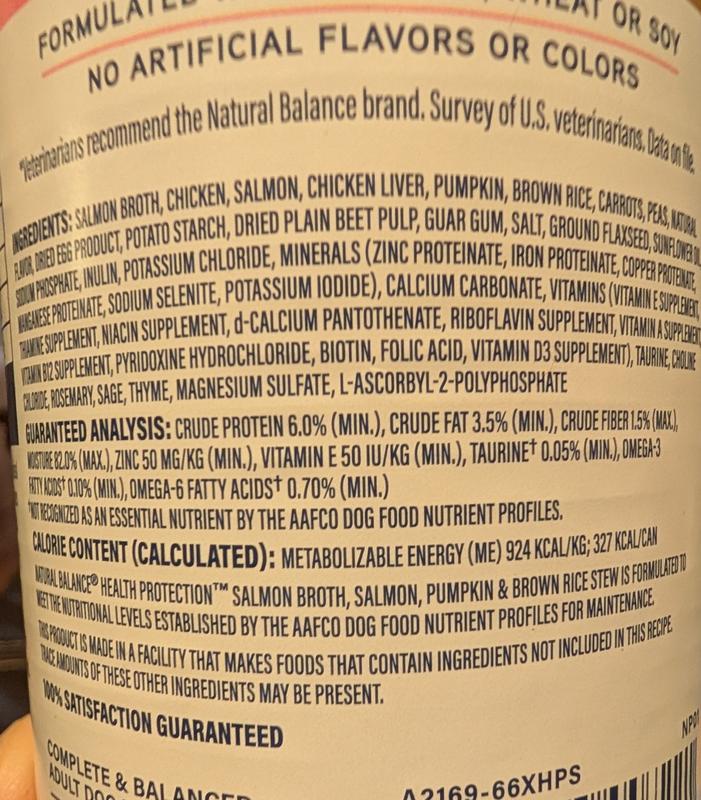 FORMULATED OR SOY
NO ARTIFICIAL FLAVORS OR COLORS
*Veterinarians recommend the Natural Balance brand. Survey of U.S. veterinarians. Data on file.
INGREDIENTS: SALMON BROTH, CHICKEN, SALMON, CHICKEN LIVER, PUMPKIN, BROWN RICE, CARROTS, PEAS, NATURAL
FLAVOR, DRIED EGG PRODUCT, POTATO STARCH, DRIED PLAIN BEET PULP, GUAR GUM, SALT, GROUND FLAXSEED, SUNFLOWER OIL,
SODIUM PHOSPHATE, INULIN, POTASSIUM CHLORIDE, MINERALS (ZINC PROTEINATE, IRON PROTEINATE, COPPER PROTEINATE,
MANGANESE PROTEINATE, SODIUM SELENITE, POTASSIUM IODIDE), CALCIUM CARBONATE, VITAMINS (VITAMIN E SUPPLEMENT,
THIAMINE SUPPLEMENT, NIACIN SUPPLEMENT, d-CALCIUM PANTOTHENATE, RIBOFLAVIN SUPPLEMENT, VITAMIN A SUPPLEMENT,
VITAMIN B12 SUPPLEMENT, PYRIDOXINE HYDROCHLORIDE, BIOTIN, FOLIC ACID, VITAMIN D3 SUPPLEMENT), TAURINE, CHOLINE
CHLORIDE, ROSEMARY, SAGE, THYME, MAGNESIUM SULFATE, L-ASCORBYL-2-POLYPHOSPHATE
GUARANTEED ANALYSIS: CRUDE PROTEIN 6.0% (MIN.), CRUDE FAT 3.5% (MIN.), CRUDE FIBER 1.5% (MAX.),
MOISTURE 82.0% (MAX.), ZINC 50 MG/KG (MIN.), VITAMIN E 50 IU/KG (MIN.), TAURINE† 0.05% (MIN.), OMEGA-3
FATTY ACIDS† 0.10% (MIN.), OMEGA-6 FATTY ACIDS† 0.70% (MIN.)
†NOT RECOGNIZED AS AN ESSENTIAL NUTRIENT BY THE AAFCO DOG FOOD NUTRIENT PROFILES.
CALORIE CONTENT (CALCULATED): METABOLIZABLE ENERGY (ME) 924 KCAL/KG; 327 KCAL/CAN
NATURAL BALANCE® HEALTH PROTECTION™ SALMON BROTH, SALMON, PUMPKIN & BROWN RICE STEW IS FORMULATED TO
MEET THE NUTRITIONAL LEVELS ESTABLISHED BY THE AAFCO DOG FOOD NUTRIENT PROFILES FOR MAINTENANCE.
THIS PRODUCT IS MADE IN A FACILITY THAT MAKES FOODS THAT CONTAIN INGREDIENTS NOT INCLUDED IN THIS RECIPE.
TRACE AMOUNTS OF THESE OTHER INGREDIENTS MAY BE PRESENT.
100% SATISFACTION GUARANTEED
COMPLETE & BALANCED
ADULT
A2169-66XHPS